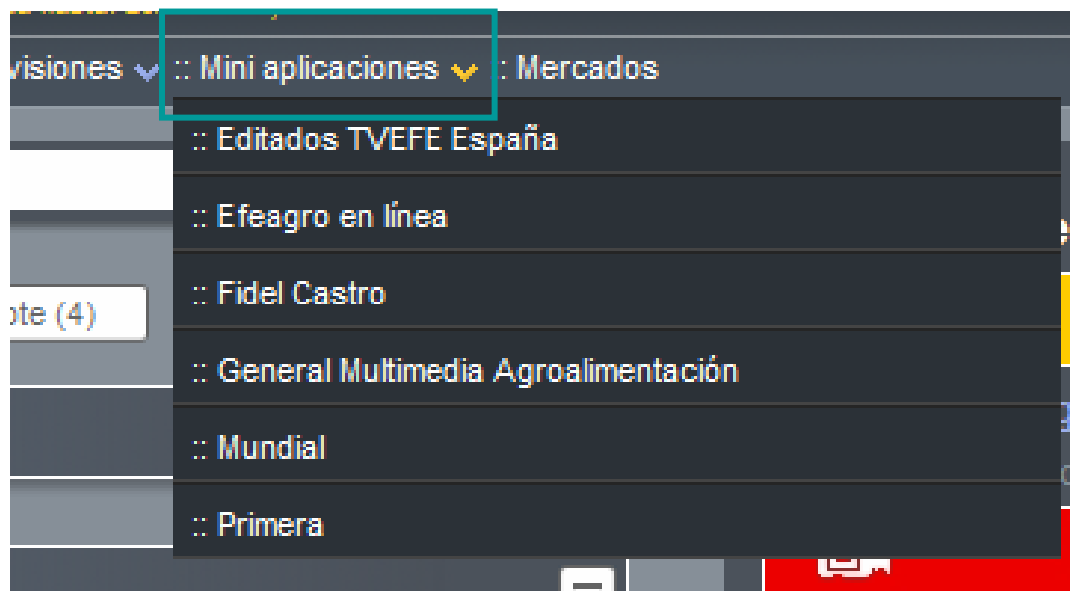 visiones :: Mini aplicaciones : Mercados
:: Editados TVEFE España
:: Efeagro en línea
:: Fidel Castro
ote (4)
:: General Multimedia Agroalimentación
:: Mundial
:: Primera